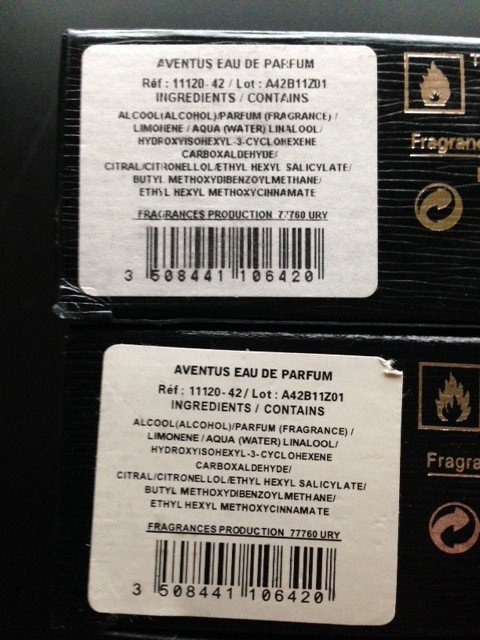 AVENTUS EAU DE PARFUM
Réf : 11120- 42 / Lot : A42B11Z01
INGREDIENTS / CONTAINS
ALCOOL(ALCOHOL)/PARFUM (FRAGRANCE) /
LIMONENE / AQUA (WATER) LINALOOL/
HYDROXYISOHEXYL-3-CYCLOHEXENE
CARBOXALDEHYDE/
CITRAL/CITRONELLOL/ETHYL HEXYL SALICYLATE/
BUTYL METHOXYDIBENZOYLMETHANE/
ETHYL HEXYL METHOXYCINNAMATE
FRAGRANCES PRODUCTION 77760 URY
3 508441 106420
Fragranc
AVENTUS EAU DE PARFUM
Réf : 11120- 42 / Lot : A42B11Z01
INGREDIENTS / CONTAINS
ALCOOL(ALCOHOL)/PARFUM (FRAGRANCE) /
LIMONENE / AQUA (WATER) LINALOOL/
HYDROXYISOHEXYL-3-CYCLOHEXENE
CARBOXALDEHYDE/
CITRAL/CITRONELLOL/ETHYL HEXYL SALICYLATE/
BUTYL METHOXYDIBENZOYLMETHANE/
ETHYL HEXYL METHOXYCINNAMATE
FRAGRANCES PRODUCTION 77760 URY
3 508441 106420
Fragra